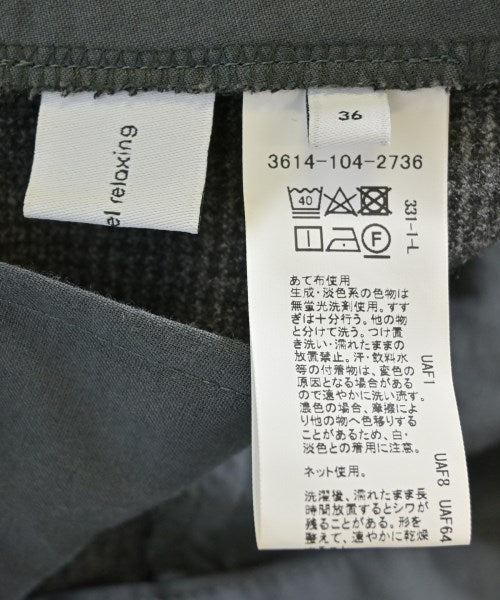 el relaxing
36
3614-104-2736
40
331-1-L
F
あて布使用
生成・淡色系の色物は
無蛍光洗剤使用。すす
ぎは十分行う。他の物
と分けて洗う。つけ置
き洗い・濡れたままの
放置禁止。汗・飲料水
等の付着物は、変色の
原因となる場合がある
ので速やかに洗い流す。
濃色の場合、摩擦によ
り他の物へ色移りする
ことがあるため、白・
淡色との着用に注意。
ネット使用。
洗濯後、濡れたまま長
時間放置するとシワが
残ることがある。形を
整えて、速やかに乾燥
UAF1
UAF8 UAF64